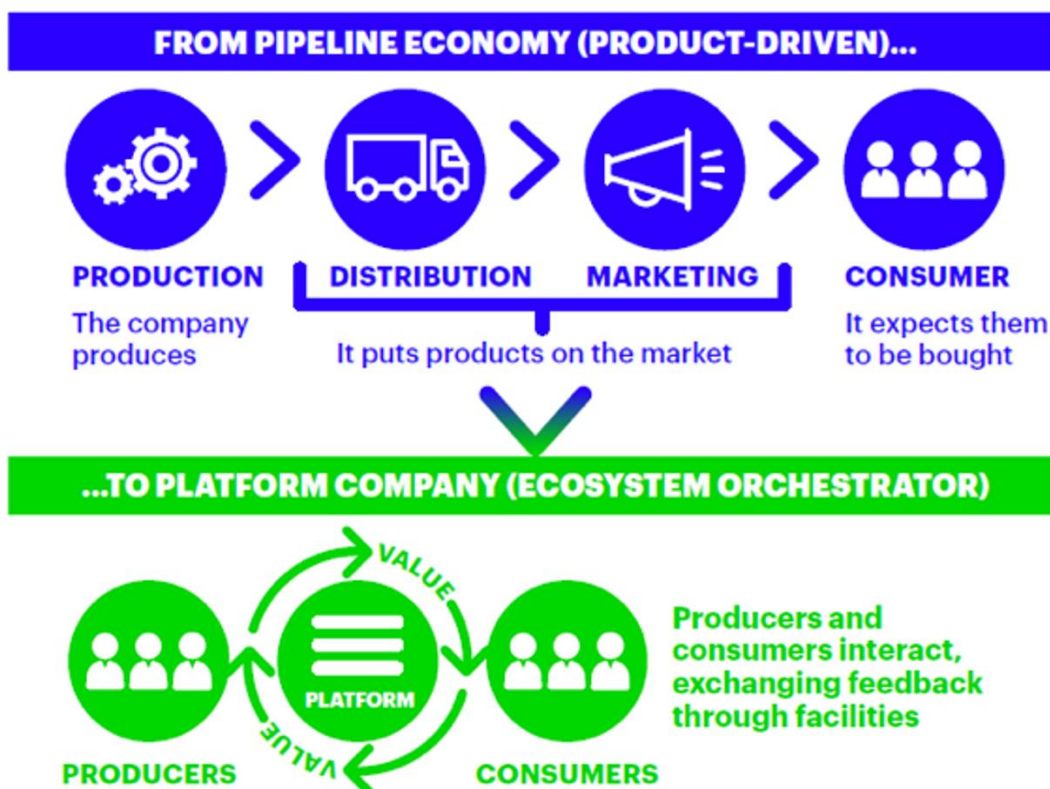 FROM PIPELINE ECONOMY (PRODUCT-DRIVEN)...
PRODUCTION
DISTRIBUTION
MARKETING
CONSUMER
The company
produces
It puts products on the market
It expects them
to be bought
...TO PLATFORM COMPANY (ECOSYSTEM ORCHESTRATOR)
VALUE
PLATFORM
VALUE
PRODUCERS
CONSUMERS
Producers and
consumers interact,
exchanging feedback
through facilities